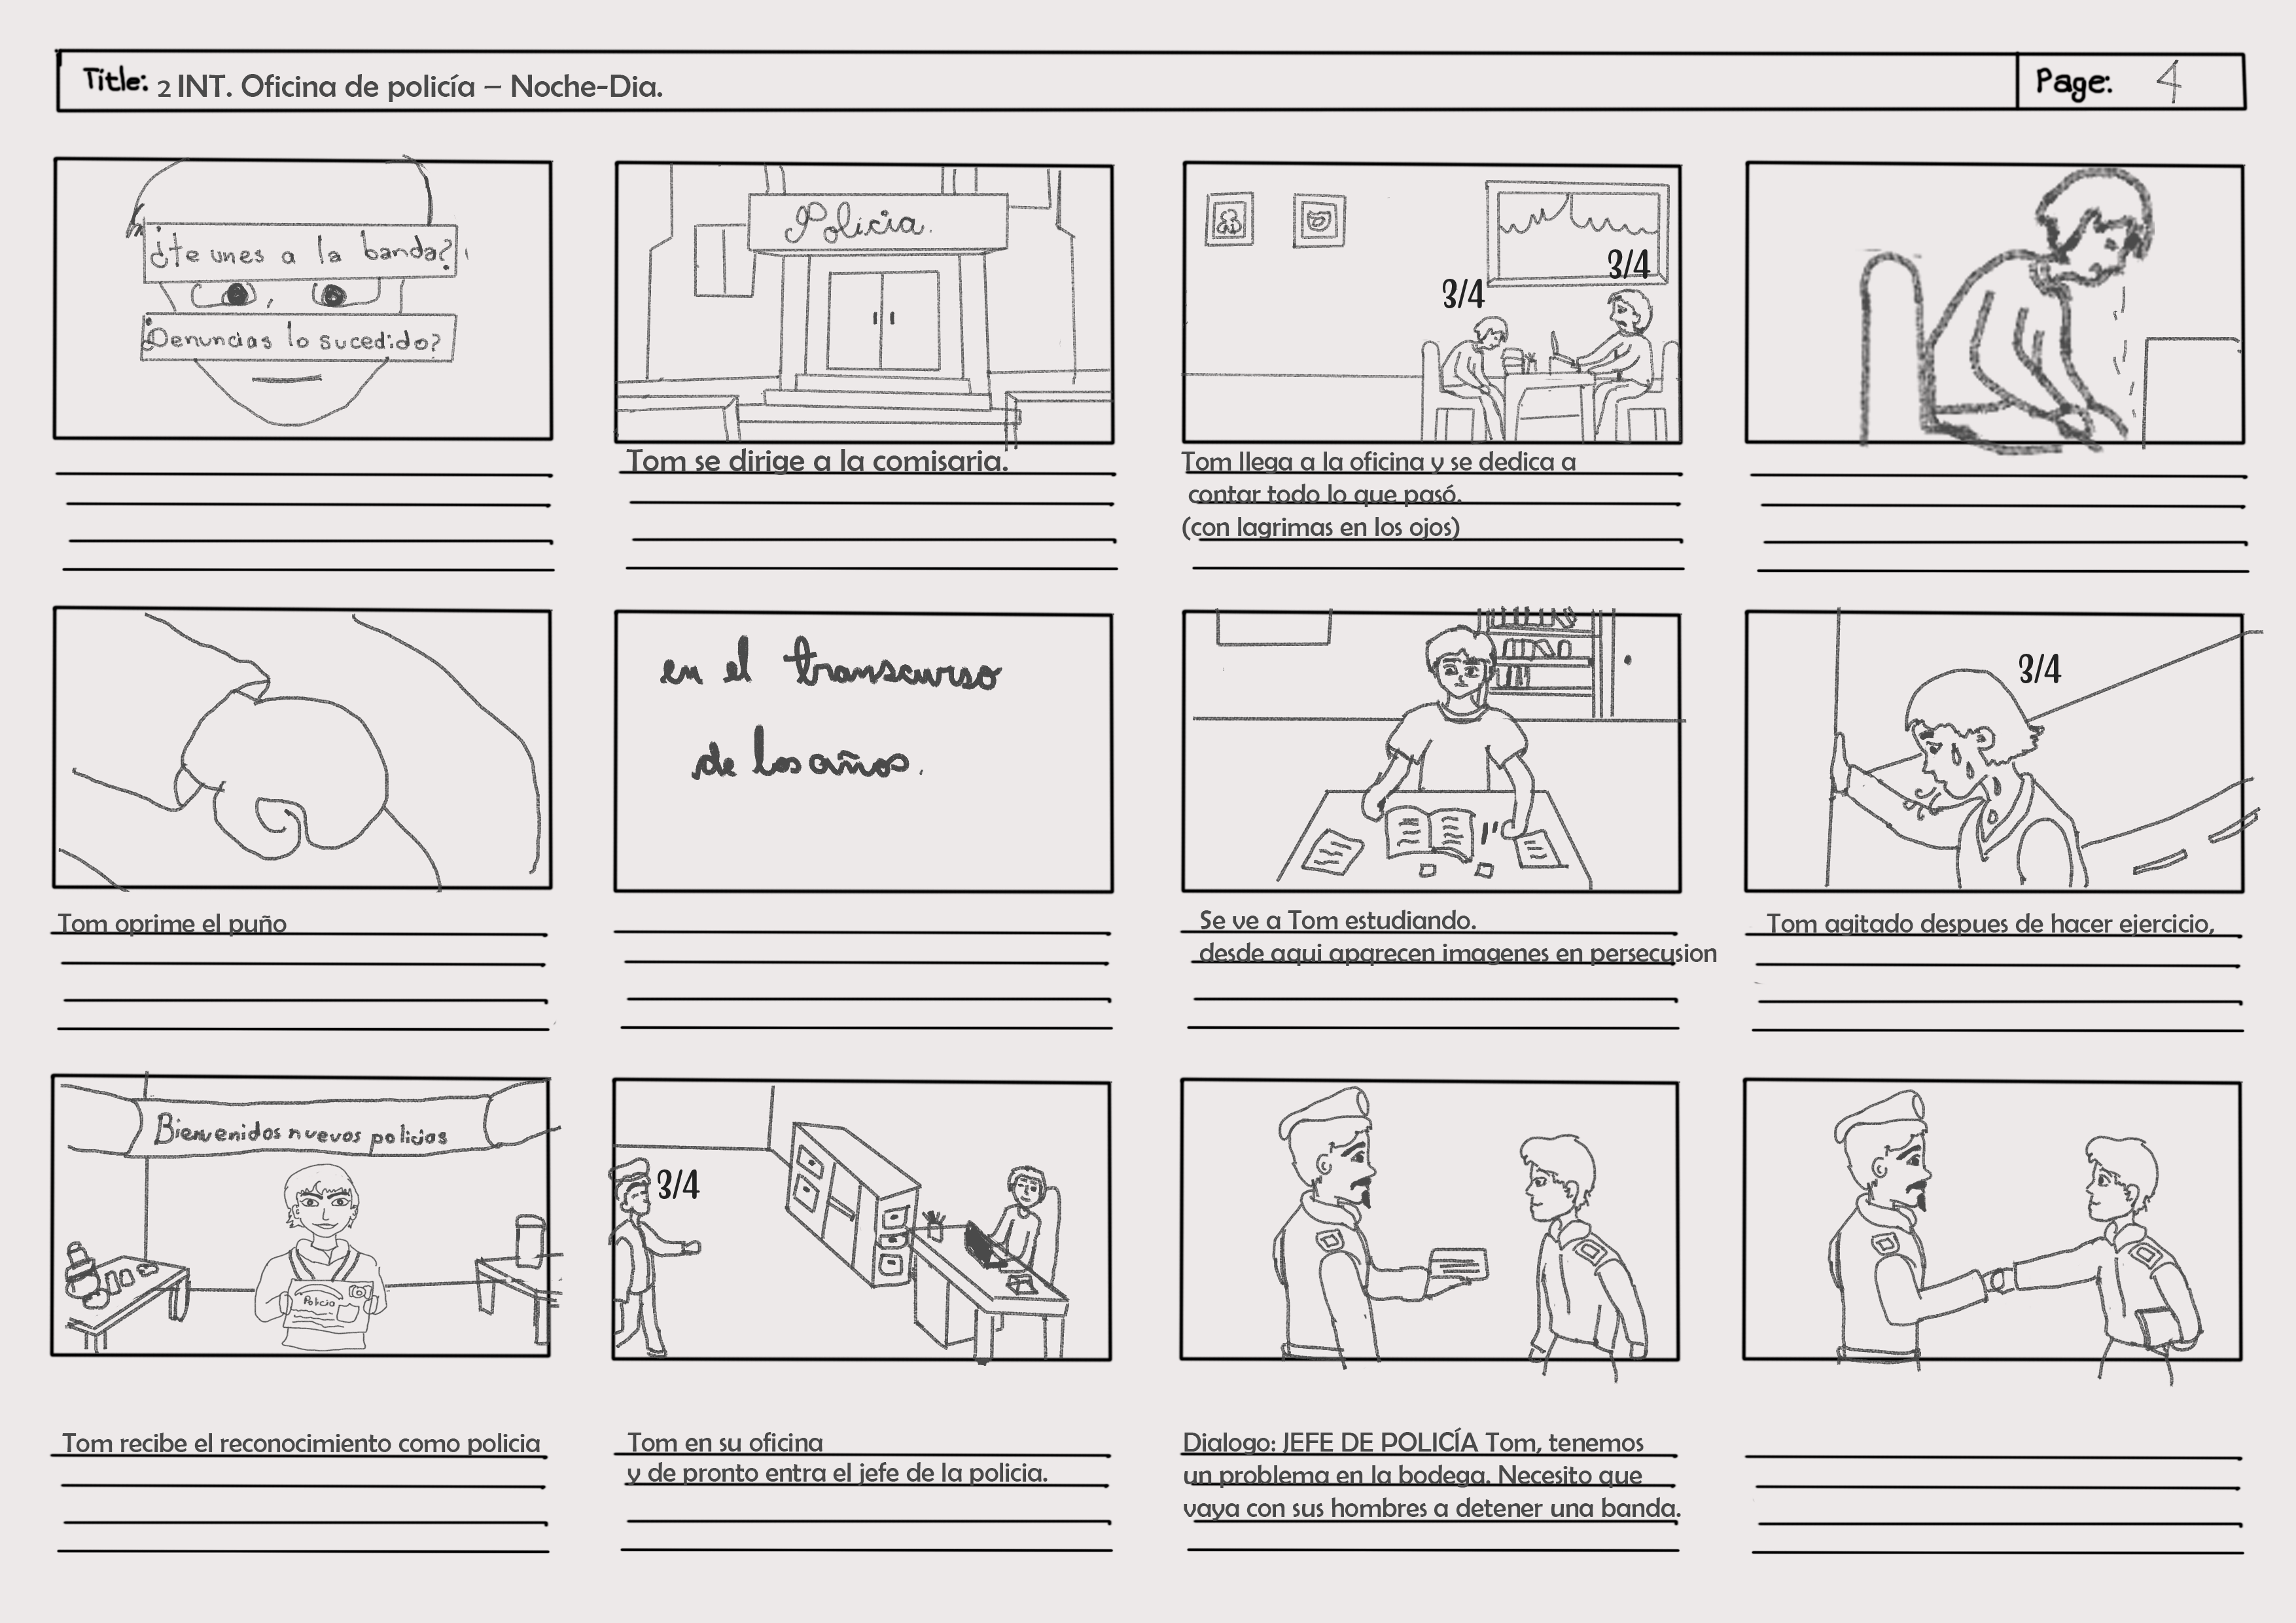 Title: 2 INT. Oficina de policía – Noche-Dia.
Page: 4
¿te unes a la banda?
¿Denuncias lo sucedido?
Policia.
Tom se dirige a la comisaria.
3/4
3/4
Tom llega a la oficina y se dedica a
contar todo lo que pasó.
(con lagrimas en los ojos)
Tom oprime el puño
en el transcurso
de los años.
Se ve a Tom estudiando.
desde aqui aparecen imagenes en persecusion
3/4
Tom agitado despues de hacer ejercicio,
Bienvenidos nuevos policias
Policia
Tom recibe el reconocimiento como policia
3/4
Tom en su oficina
y de pronto entra el jefe de la policia.
Dialogo: JEFE DE POLICÍA Tom, tenemos
un problema en la bodega. Necesito que
vaya con sus hombres a detener una banda.